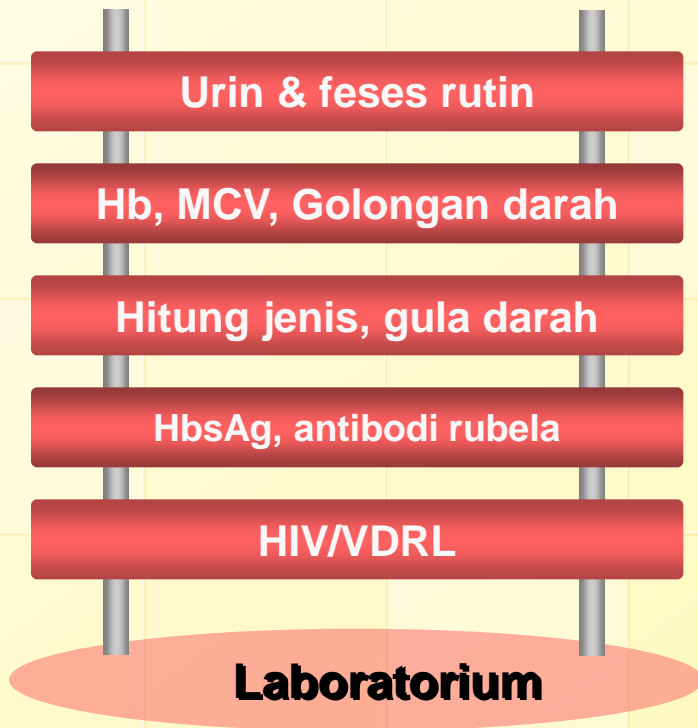 Urin & feses rutin
Hb, MCV, Golongan darah
Hitung jenis, gula darah
HbsAg, antibodi rubela
HIV/VDRL
Laboratorium